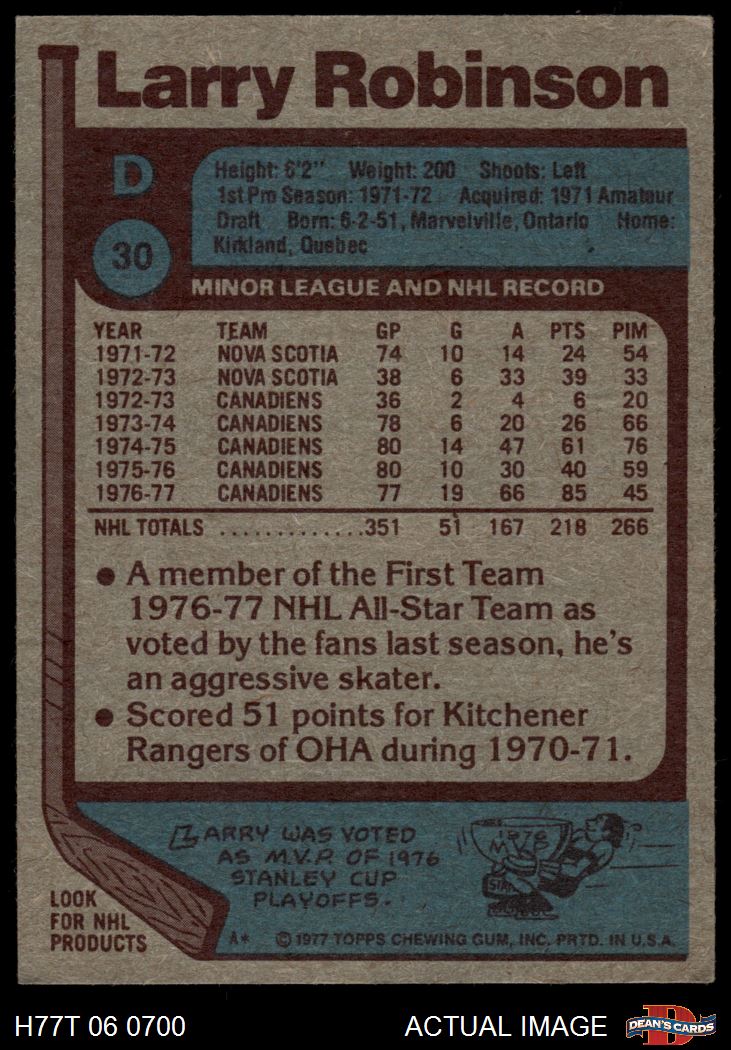 Larry Robinson
D
30
Height: 6'2" Weight: 200 Shoots: Left
1st Pro Season: 1971-72 Acquired: 1971 Amateur
Draft Born: 6-2-51, Marvelville, Ontario Home:
Kirkland, Quebec
MINOR LEAGUE AND NHL RECORD
YEAR TEAM GP G A PTS PIM
1971-72 NOVA SCOTIA 74 10 14 24 54
1972-73 NOVA SCOTIA 38 6 33 39 33
1972-73 CANADIENS 36 2 4 6 20
1973-74 CANADIENS 78 6 20 26 66
1974-75 CANADIENS 80 14 47 61 76
1975-76 CANADIENS 80 10 30 40 59
1976-77 CANADIENS 77 19 66 85 45
NHL TOTALS ..............351 51 167 218 266
• A member of the First Team
1976-77 NHL All-Star Team as
voted by the fans last season, he's
an aggressive skater.
• Scored 51 points for Kitchener
Rangers of OHA during 1970-71.
LARRY WAS VOTED
AS M.V.P. OF 1976
STANLEY CUP
PLAYOFFS.
1976
M.V.P.
LOOK
FOR NHL
PRODUCTS
A* © 1977 TOPPS CHEWING GUM, INC. PRTD. IN U.S.A.
H77T 06 0700 ACTUAL IMAGE
DEAN'S CARDS